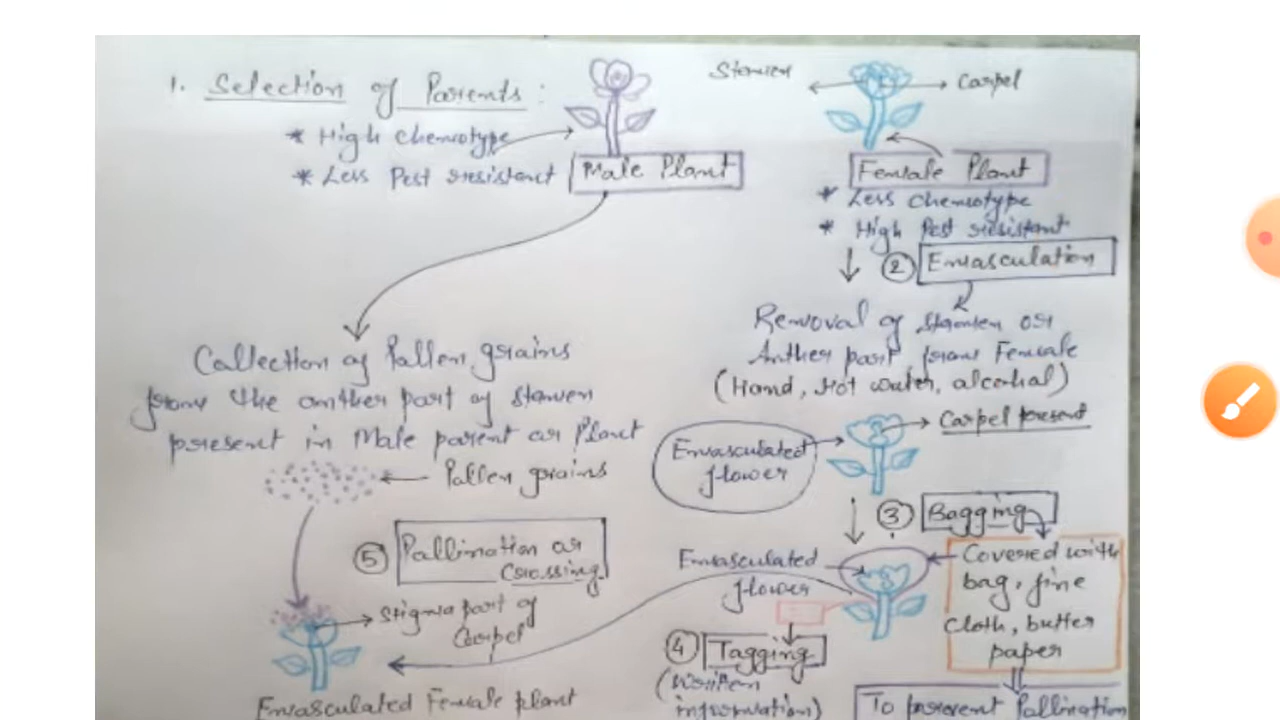 1. Selection of Parents :
* High chemotype
* Less Pest resistant
Male Plant
Stamen
Carpel
Female Plant
* Less chemotype
* High Pest resistant
② Emasculation
Removal of Stamen or
Anther part from Female
(Hand, Hot water, alcohal)
Collection of Pollen grains
from the anther part of stamen
present in Male parent or Plant
Pollen grains
Emasculated
flower
Carpel present
③ Bagging
Covered with
bag, fine
cloth, butter
paper
Emasculated
flower
④ Tagging
(Written
information)
To prevent Pollination
⑤ Pollination or
Crossing
Stigma part of
Carpel
Emasculated Female plant